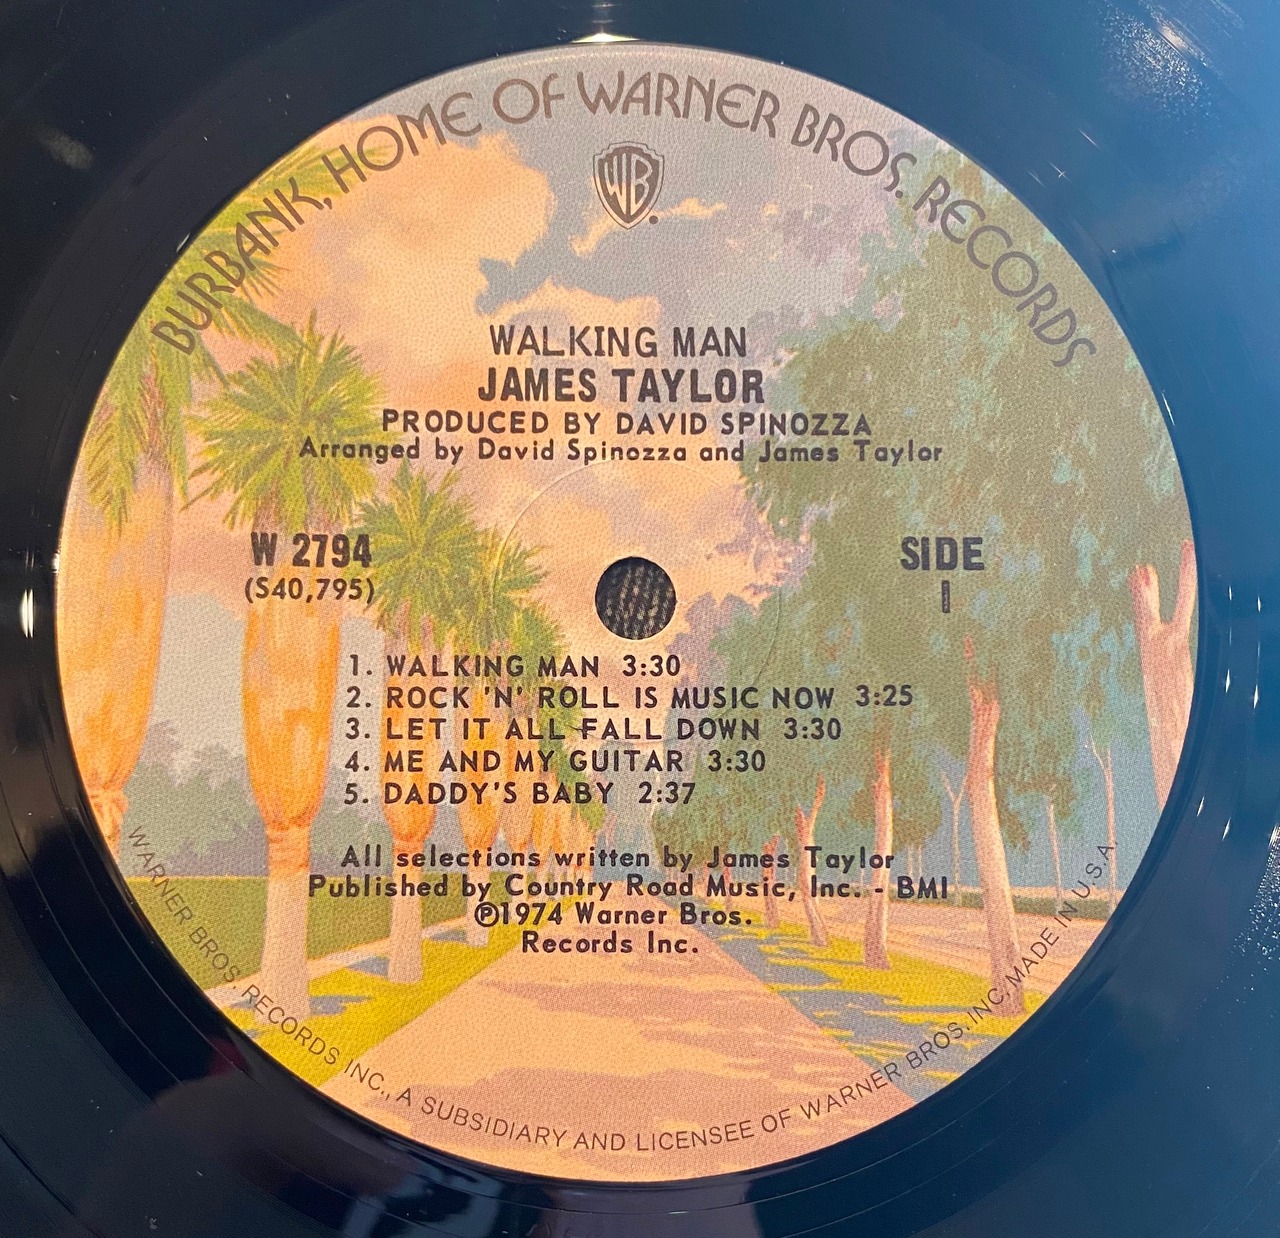 BURBANK, HOME OF WARNER BROS. RECORDS
WB
WALKING MAN
JAMES TAYLOR
PRODUCED BY DAVID SPINOZZA
Arranged by David Spinozza and James Taylor
W 2794
(S40,795)
SIDE
1
1. WALKING MAN 3:30
2. ROCK 'N' ROLL IS MUSIC NOW 3:25
3. LET IT ALL FALL DOWN 3:30
4. ME AND MY GUITAR 3:30
5. DADDY'S BABY 2:37
All selections written by James Taylor
Published by Country Road Music, Inc. - BMI
℗1974 Warner Bros.
Records Inc.
WARNER BROS. RECORDS INC., A SUBSIDIARY AND LICENSEE OF WARNER BROS. INC. MADE IN U.S.A.